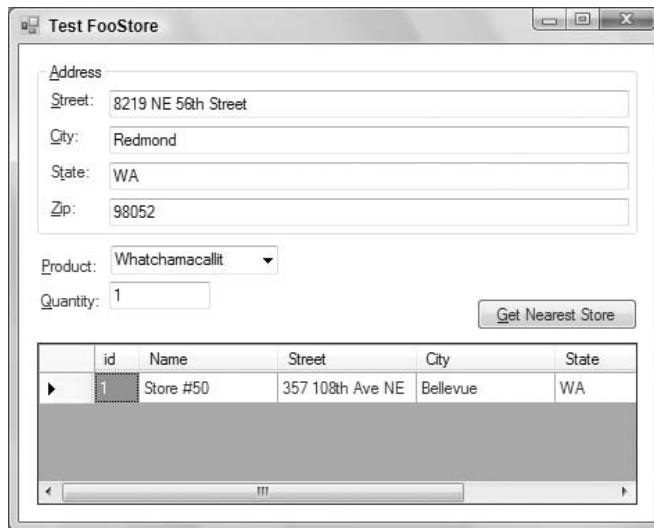 Test FooStore
Address
Street: 8219 NE 56th Street
City: Redmond
State: WA
Zip: 98052
Product: Whatchamacallit
Quantity: 1
Get Nearest Store
id Name Street City State
1 Store #50 357 108th Ave NE Bellevue WA